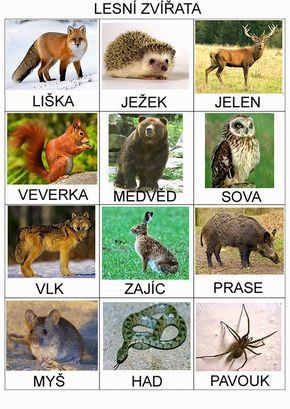 LESNÍ ZVÍŘATA
LIŠKA JEŽEK JELEN
VEVERKA MEDVĚD SOVA
VLK ZAJÍC PRASE
MYŠ HAD PAVOUK